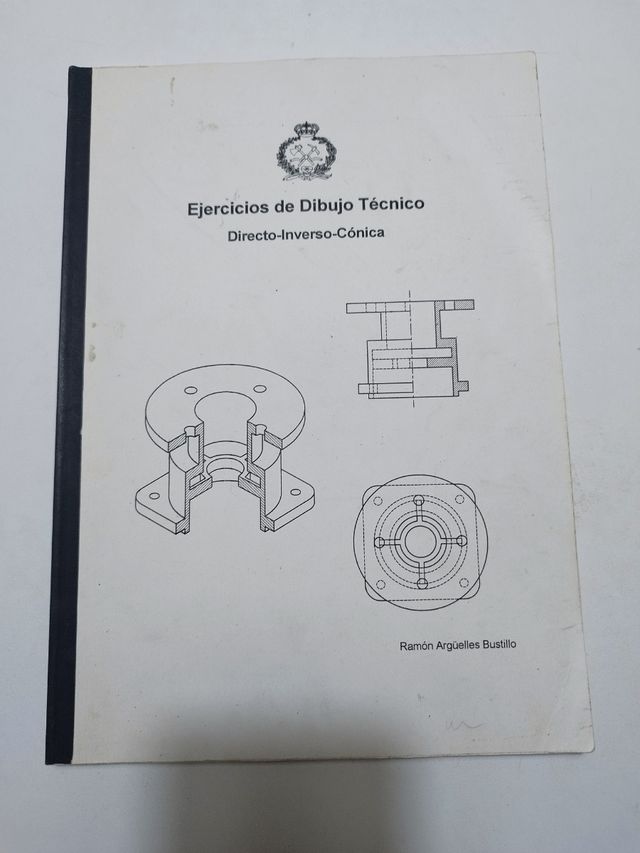 Ejercicios de Dibujo Técnico
Directo-Inverso-Cónica
Ramón Argüelles Bustillo